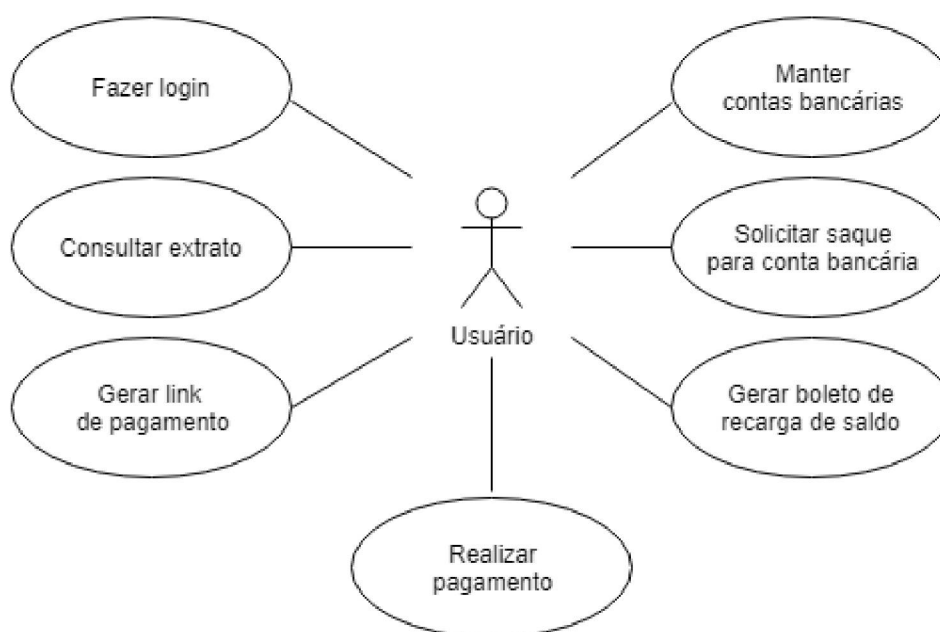 Fazer login
Manter
contas bancárias
Consultar extrato
Solicitar saque
para conta bancária
Usuário
Gerar link
de pagamento
Gerar boleto de
recarga de saldo
Realizar
pagamento